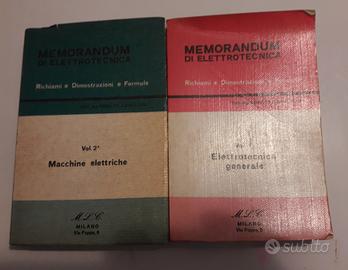 MEMORANDUM
DI ELETTROTECNICA
Richiami e Dimostrazioni e Formule
Vol. 2°
Macchine elettriche
M.L.C.
MILANO
MEMORANDUM
DI ELETTROTECNICA
Richiami e Dimostrazioni e
Elettrotecnica
generale
M.L.C.
MILANO
subito